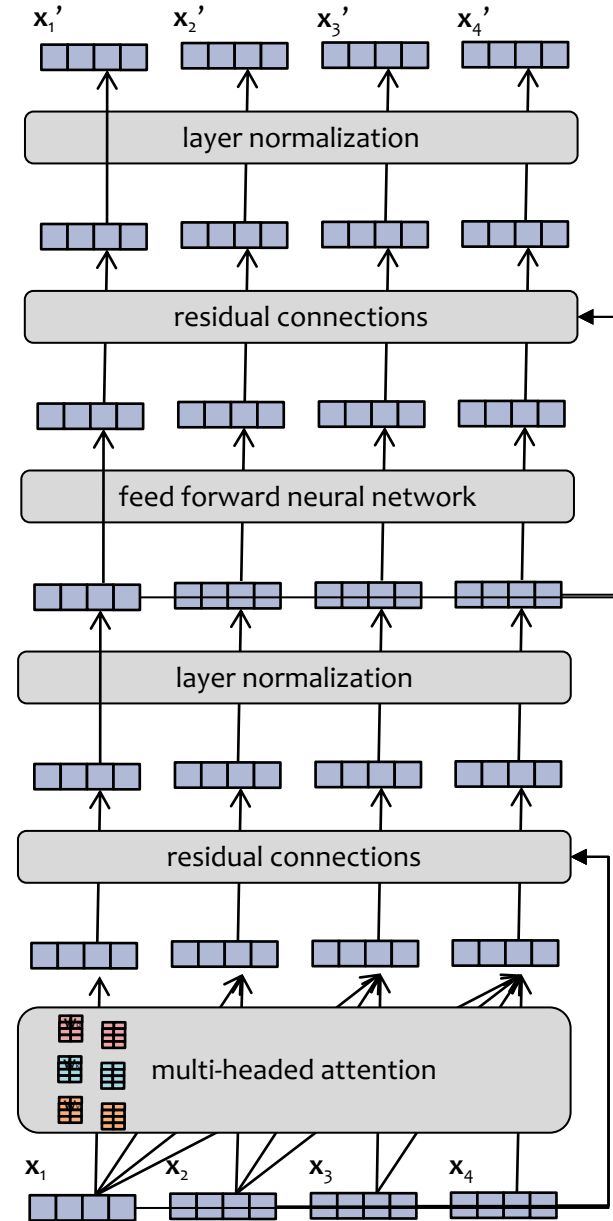 x₁’ x₂’ x₃’ x₄’
layer normalization
residual connections
feed forward neural network
layer normalization
residual connections
multi-headed attention
x₁ x₂ x₃ x₄